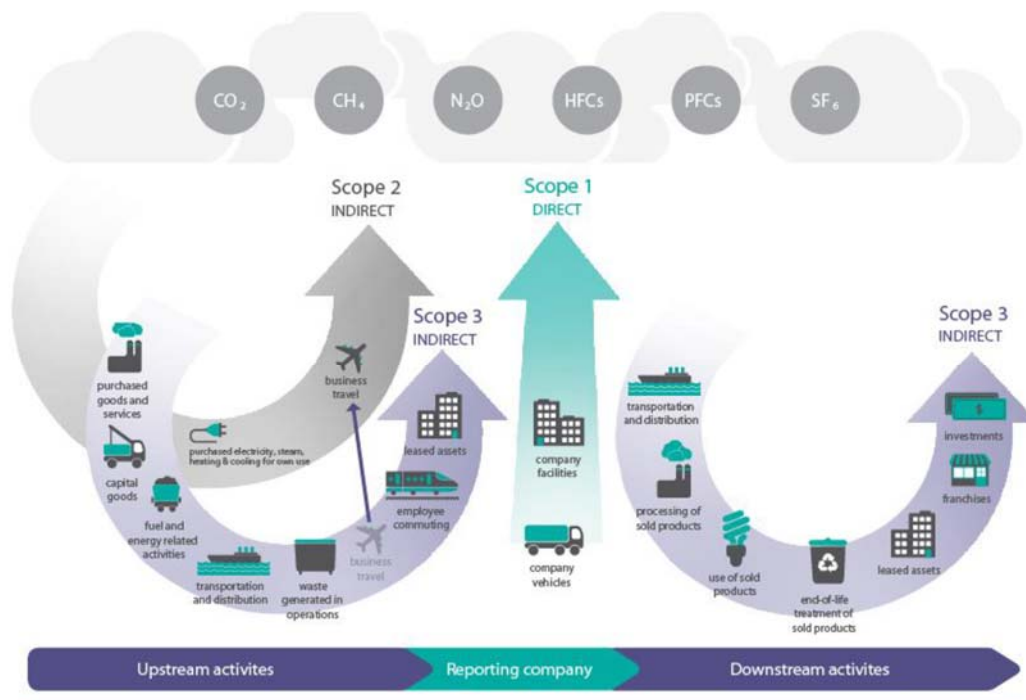 CO2
CH4
N2O
HFCs
PFCs
SF6
Scope 2
INDIRECT
Scope 1
DIRECT
Scope 3
INDIRECT
Scope 3
INDIRECT
purchased
goods and
services
capital
goods
fuel and
energy related
activities
transportation
and distribution
waste
generated in
operations
business
travel
business
travel
purchased electricity, steam,
heating & cooling for own use
employee
commuting
leased assets
company
facilities
company
vehicles
transportation
and distribution
processing of
sold products
use of sold
products
end-of-life
treatment of
sold products
leased assets
franchises
investments
$
Upstream activites
Reporting company
Downstream activites